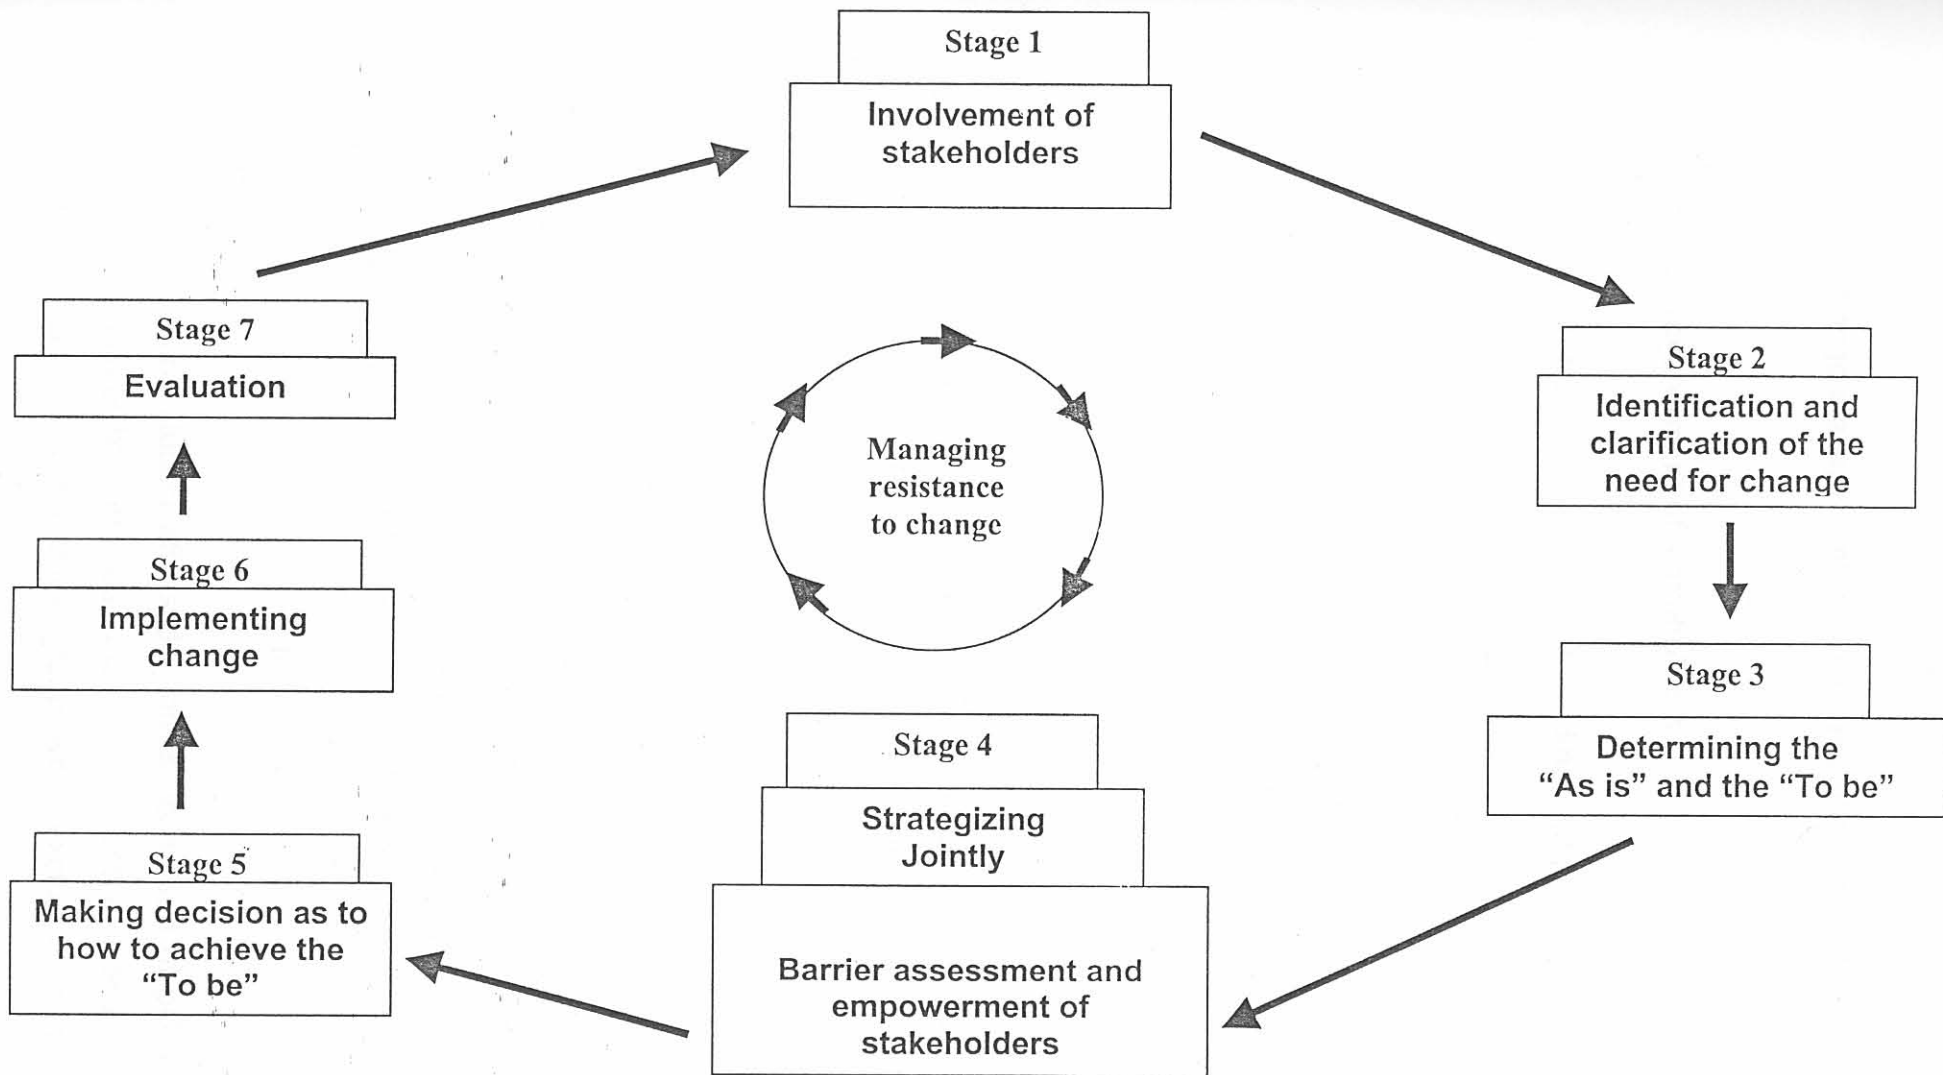 Stage 1
Involvement of
stakeholders
Stage 2
Identification and
clarification of the
need for change
Stage 3
Determining the
“As is” and the “To be”
Stage 4
Strategizing
Jointly
Barrier assessment and
empowerment of
stakeholders
Stage 5
Making decision as to
how to achieve the
“To be”
Stage 6
Implementing
change
Stage 7
Evaluation
Managing
resistance
to change